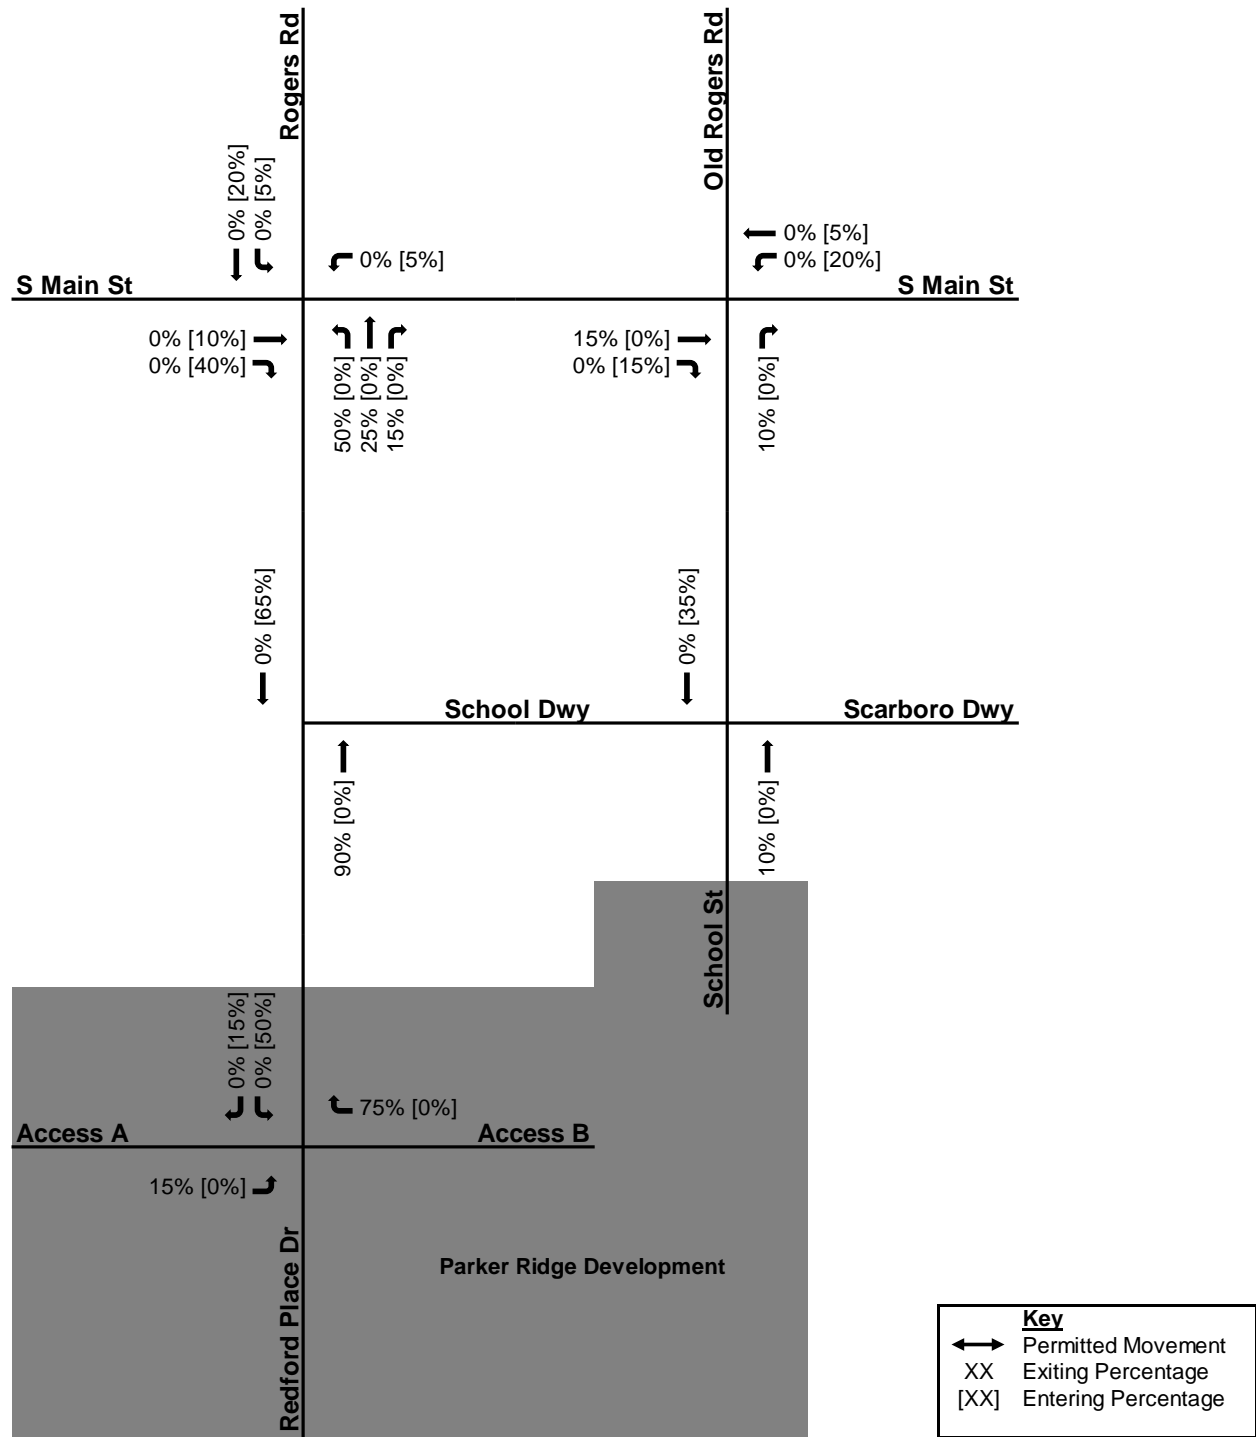 Rogers Rd
Old Rogers Rd
0% [20%]
0% [5%]
0% [5%]
0% [5%]
0% [20%]
S Main St
S Main St
0% [10%]
0% [40%]
50% [0%]
25% [0%]
15% [0%]
15% [0%]
0% [15%]
10% [0%]
0% [65%]
0% [35%]
School Dwy
Scarboro Dwy
90% [0%]
10% [0%]
School St
0% [15%]
0% [50%]
75% [0%]
Access A
Access B
15% [0%]
Redford Place Dr
Parker Ridge Development
Key
Permitted Movement
XX Exiting Percentage
[XX] Entering Percentage